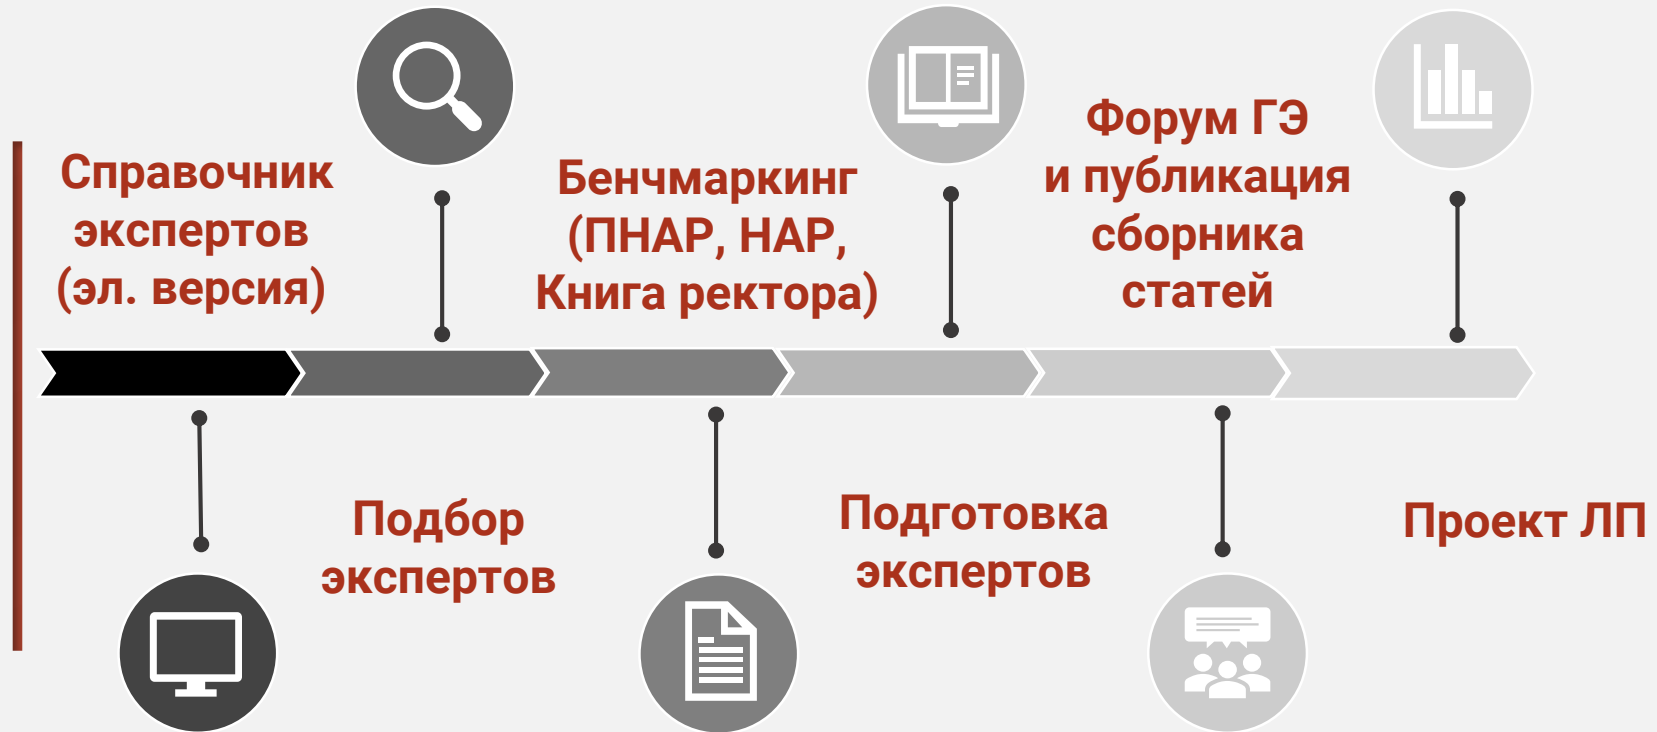 Справочник
экспертов
(эл. версия)
Подбор
экспертов
Бенчмаркинг
(ПНАР, НАР,
Книга ректора)
Подготовка
экспертов
Форум ГЭ
и публикация
сборника
статей
Проект ЛП